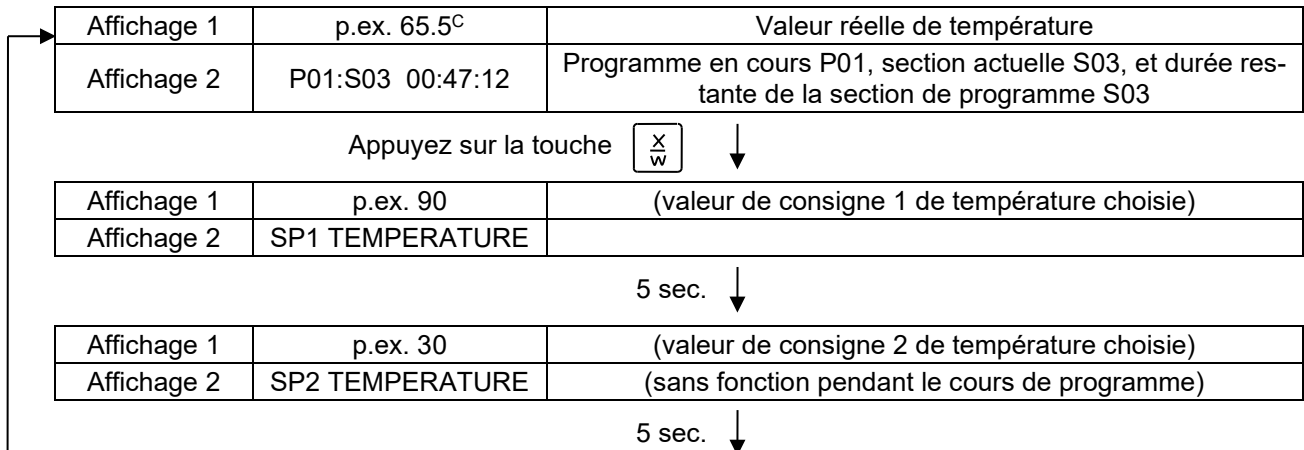 Affichage 1 p.ex. 65.5C Valeur réelle de température
Affichage 2 P01:S03 00:47:12 Programme en cours P01, section actuelle S03, et durée res-
tante de la section de programme S03
Appuyez sur la touche X/W
Affichage 1 p.ex. 90 (valeur de consigne 1 de température choisie)
Affichage 2 SP1 TEMPERATURE
5 sec.
Affichage 1 p.ex. 30 (valeur de consigne 2 de température choisie)
Affichage 2 SP2 TEMPERATURE (sans fonction pendant le cours de programme)
5 sec.